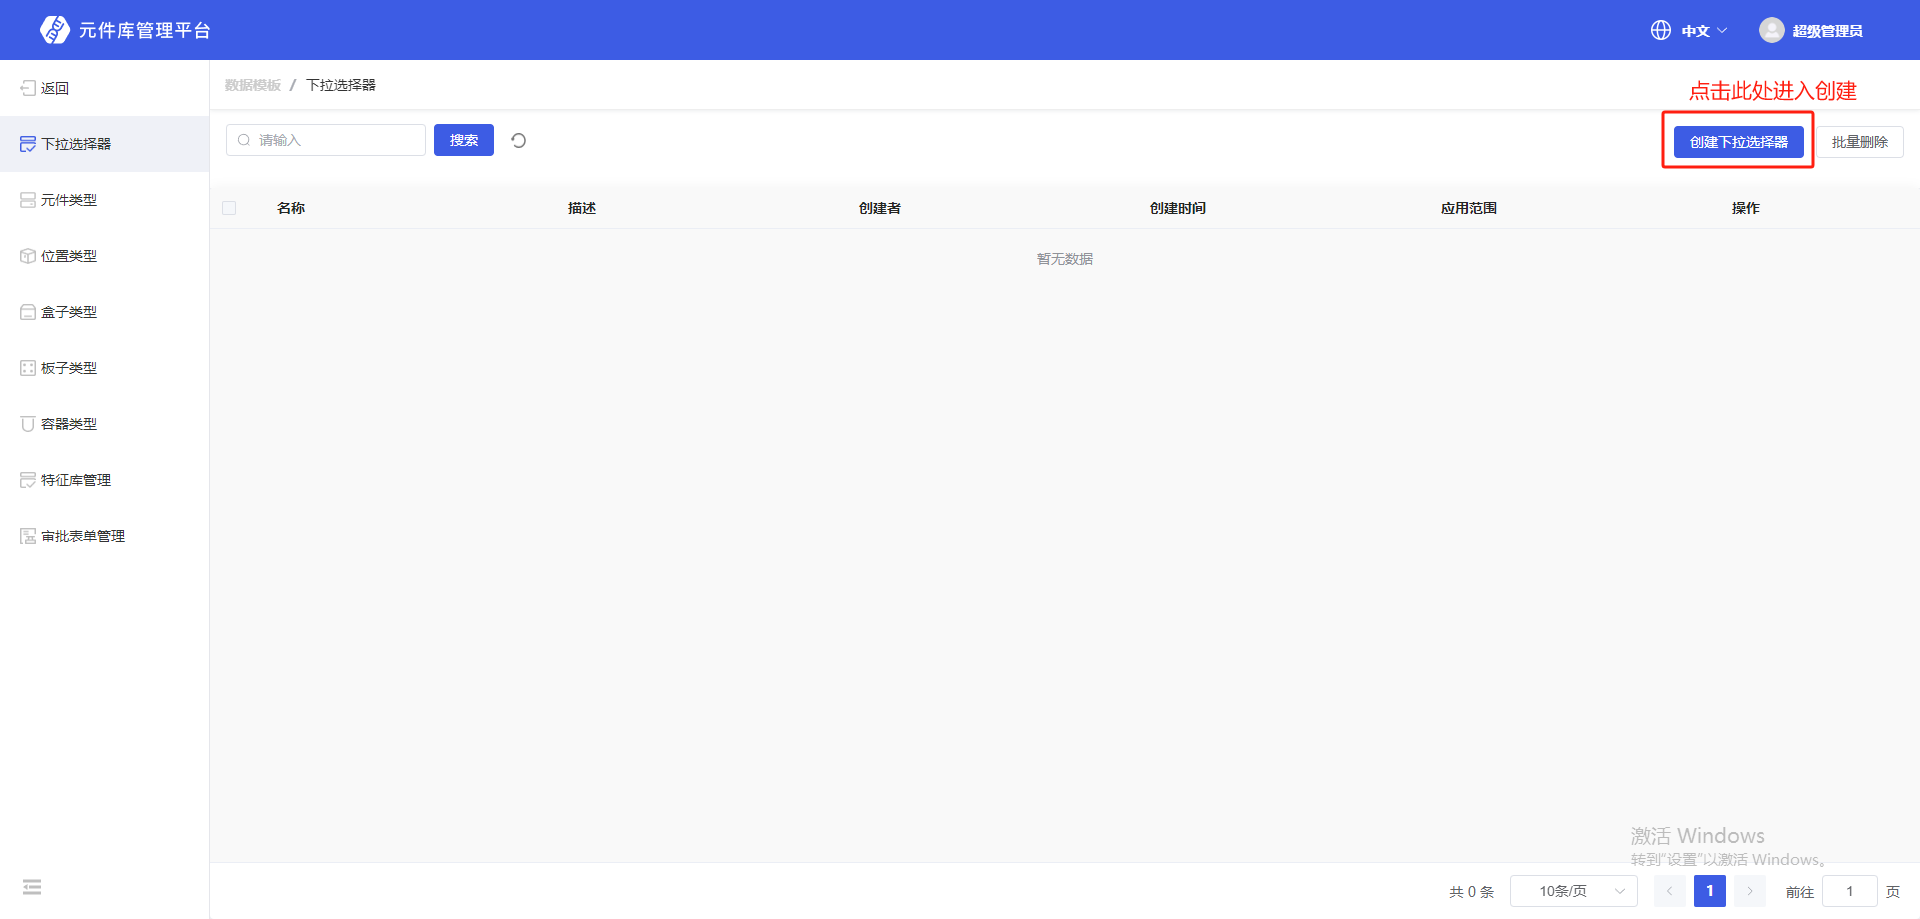 元件库管理平台
中文
超级管理员
返回
数据模板 / 下拉选择器
点击此处进入创建
下拉选择器
请输入
搜索
创建下拉选择器
批量删除
元件类型
名称
描述
创建者
创建时间
应用范围
操作
位置类型
暂无数据
盒子类型
板子类型
容器类型
特征库管理
审批表单管理
激活 Windows
转到"设置"以激活 Windows。
共 0 条
10条/页
1
前往
1
页